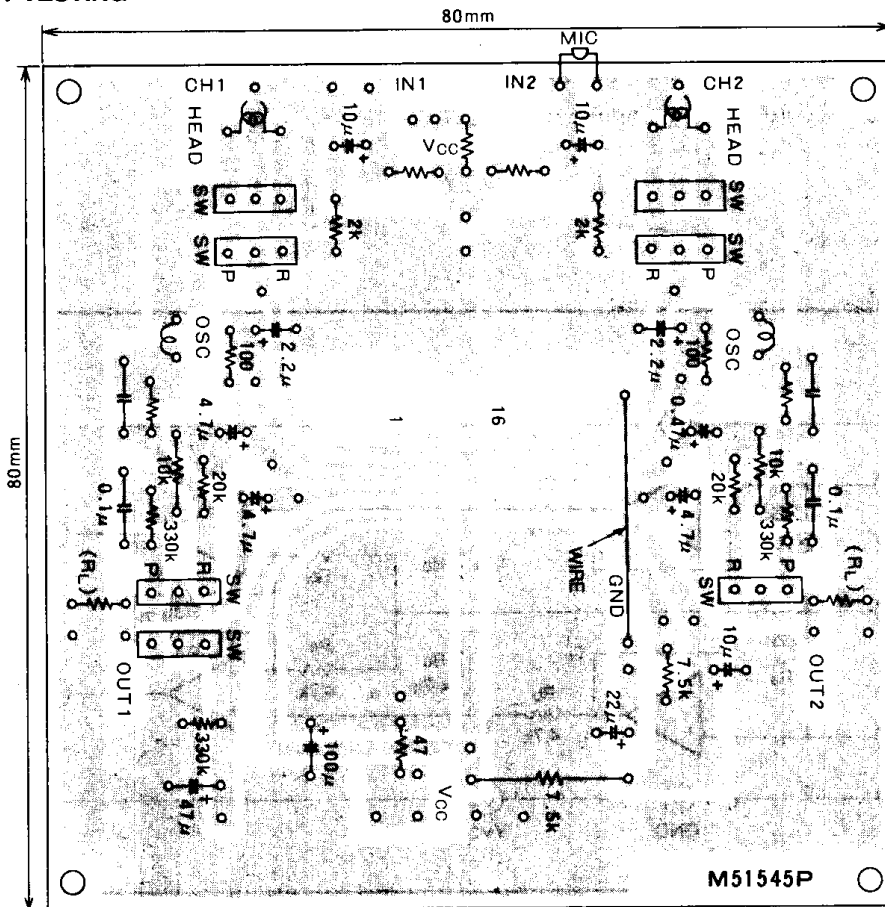 80mm
MIC
CH1
IN1
IN2
CH2
HEAD
10μ
+
Vcc
10μ
+
HEAD
SW
2k
2k
SW
SW
P
R
R
P
SW
OSC
100
+
2.2μ
2.2μ
+
100
OSC
4.7μ
+
1
16
0.47μ
+
80mm
10k
20k
4.7μ
+
4.7μ
+
20k
10k
0.1μ
330k
330k
0.1μ
WIRE
GND
(RL)
P
R
SW
SW
R
P
(RL)
SW
OUT1
7.5k
10μ
+
OUT2
330k
+
100μ
47
22μ
+
47μ
+
Vcc
7.5k
M51545P